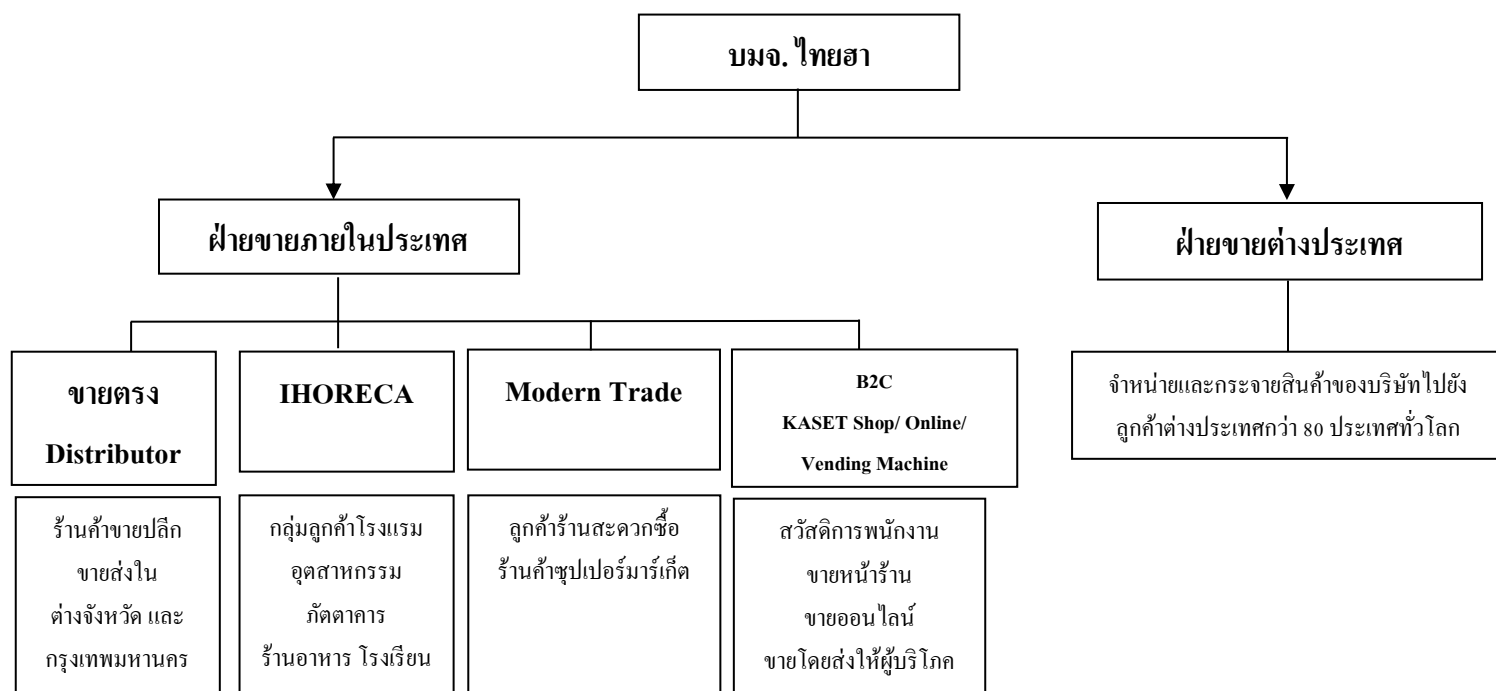 บมจ. ไทยฮา
ฝ่ายขายภายในประเทศ
ฝ่ายขายต่างประเทศ
ขายตรง
Distributor
IHORECA
Modern Trade
B2C
KASET Shop/ Online/
Vending Machine
จำหน่ายและกระจายสินค้าของบริษัทไปยัง
ลูกค้าต่างประเทศกว่า 80 ประเทศทั่วโลก
ร้านค้าขายปลีก
ขายส่งใน
ต่างจังหวัด และ
กรุงเทพมหานคร
กลุ่มลูกค้าโรงแรม
อุตสาหกรรม
ภัตตาคาร
ร้านอาหาร โรงเรียน
ลูกค้าร้านสะดวกซื้อ
ร้านค้าซุปเปอร์มาร์เก็ต
สวัสดิการพนักงาน
ขายหน้าร้าน
ขายออนไลน์
ขายโดยส่งให้ผู้บริโภค